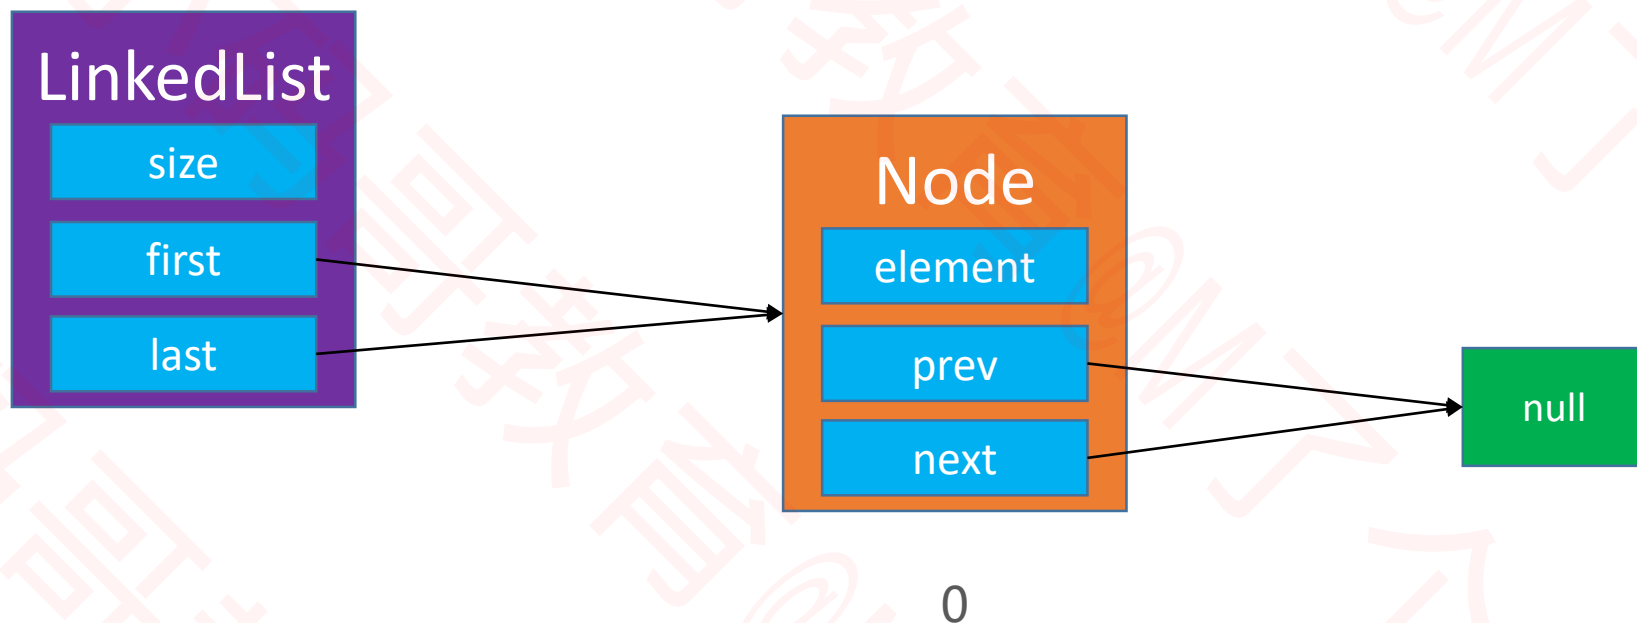 LinkedList
size
first
last
Node
element
prev
next
null
0